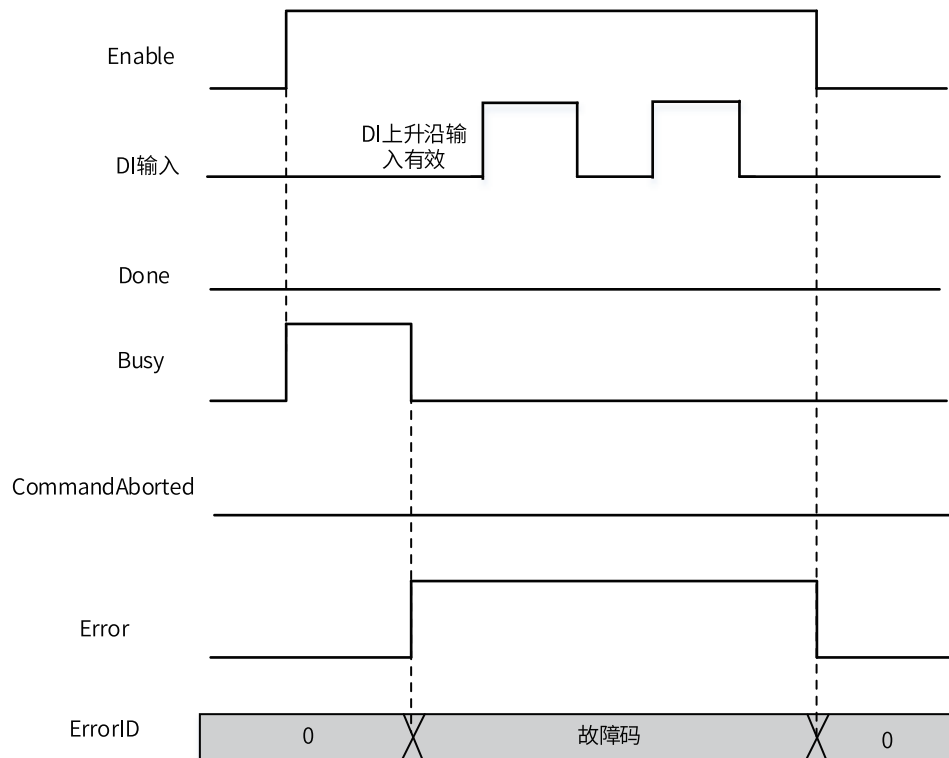 Enable
DI上升沿输
入有效
DI输入
Done
Busy
CommandAborted
Error
ErrorID
0
故障码
0